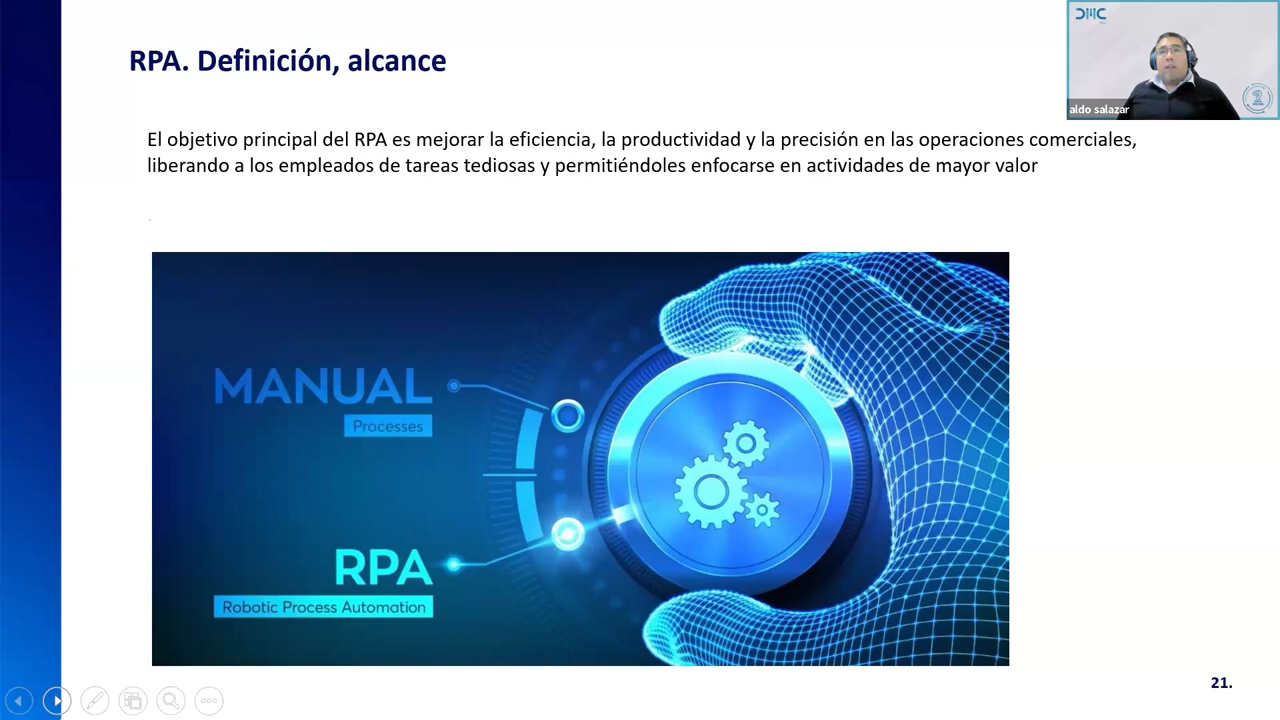 RPA. Definición, alcance
DMC
aldo salazar
El objetivo principal del RPA es mejorar la eficiencia, la productividad y la precisión en las operaciones comerciales,
liberando a los empleados de tareas tediosas y permitiéndoles enfocarse en actividades de mayor valor
MANUAL
Processes
RPA
Robotic Process Automation
21.